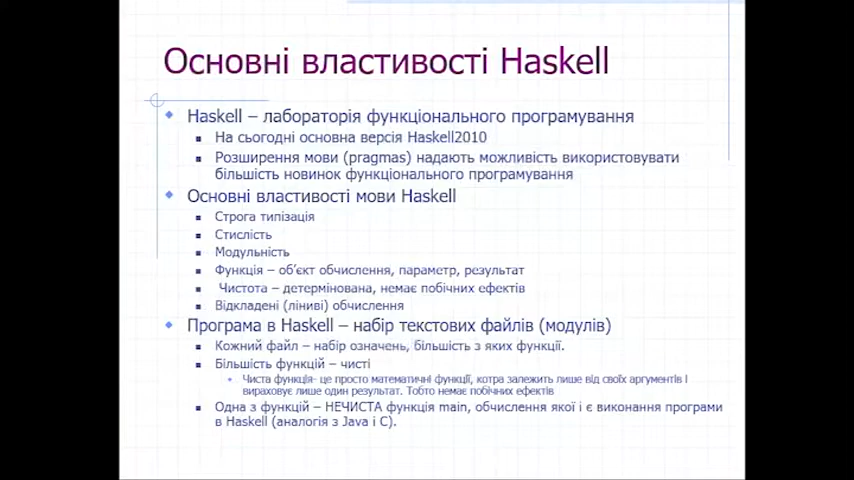 Основні властивості Haskell
Haskell – лабораторія функціонального програмування
На сьогодні основна версія Haskell2010
Розширення мови (pragmas) надають можливість використовувати
більшість новинок функціонального програмування
Основні властивості мови Haskell
Строга типізація
Стислість
Модульність
Функція – об'єкт обчислення, параметр, результат
Чистота – детермінована, немає побічних ефектів
Відкладені (ліниві) обчислення
Програма в Haskell – набір текстових файлів (модулів)
Кожний файл – набір означень, більшість з яких функції.
Більшість функцій – чисті
Чиста функція- це просто математичні функції, котра залежить лише від своїх аргументів і
вираховує лише один результат. Тобто немає побічних ефектів
Одна з функцій – НЕЧИСТА функція main, обчислення якої і є виконання програми
в Haskell (аналогія з Java і C).